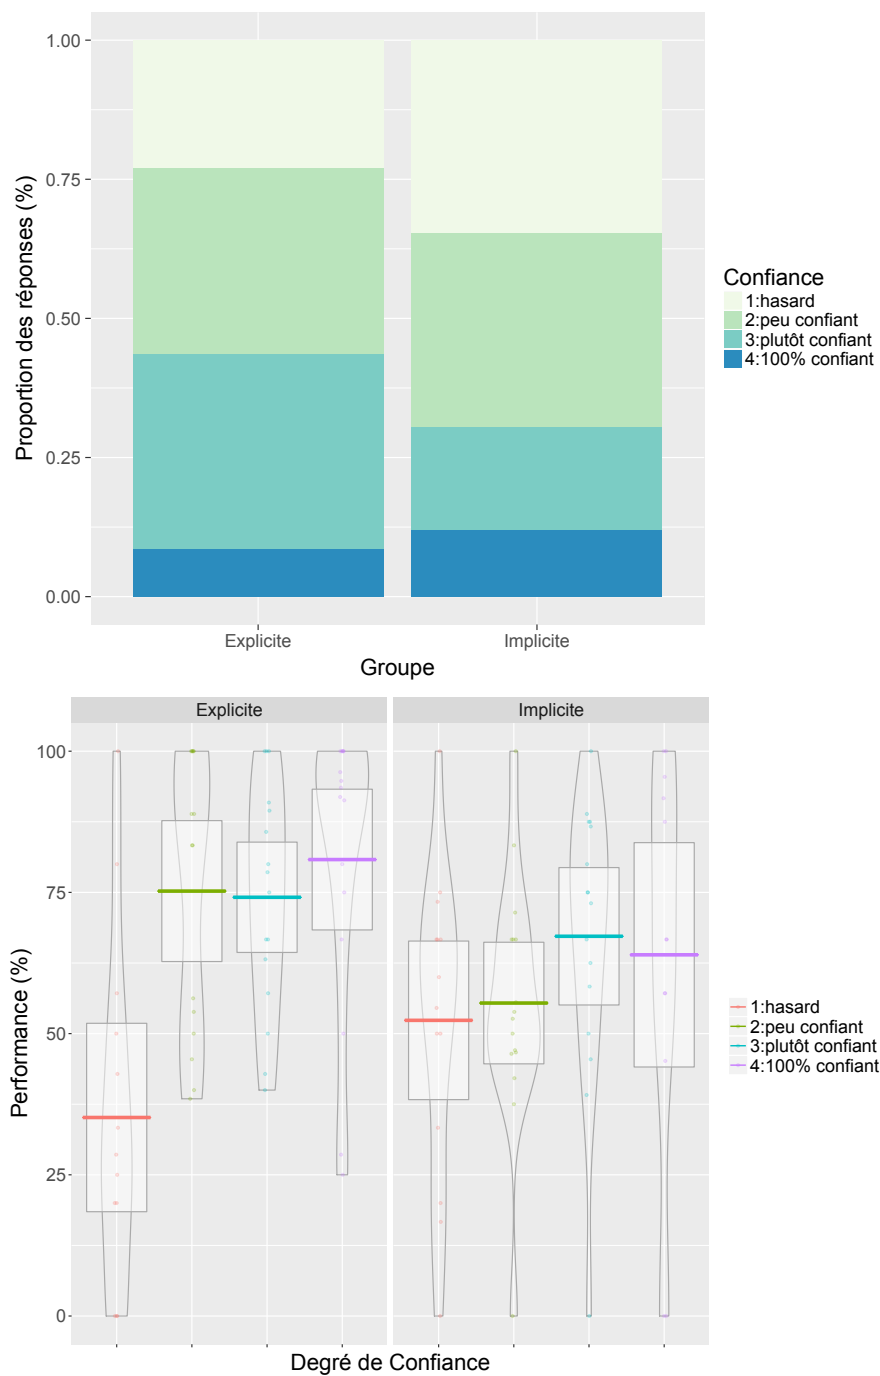 1.00
0.75
0.50
0.25
0.00
Proportion des réponses (%)
Explicite
Implicite
Groupe
Confiance
1:hasard
2:peu confiant
3:plutôt confiant
4:100% confiant
Explicite
Implicite
100
75
50
25
0
Performance (%)
Degré de Confiance
1:hasard
2:peu confiant
3:plutôt confiant
4:100% confiant